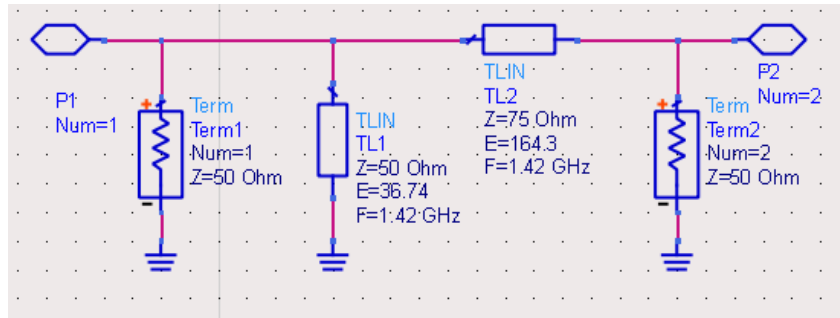 P1
Num=1
+
Term
Term1
Num=1
Z=50 Ohm
-
TLIN
TL1
Z=50 Ohm
E=36.74
F=1.42 GHz
TLIN
TL2
Z=75 Ohm
E=164.3
F=1.42 GHz
+
Term
Term2
Num=2
Z=50 Ohm
-
P2
Num=2